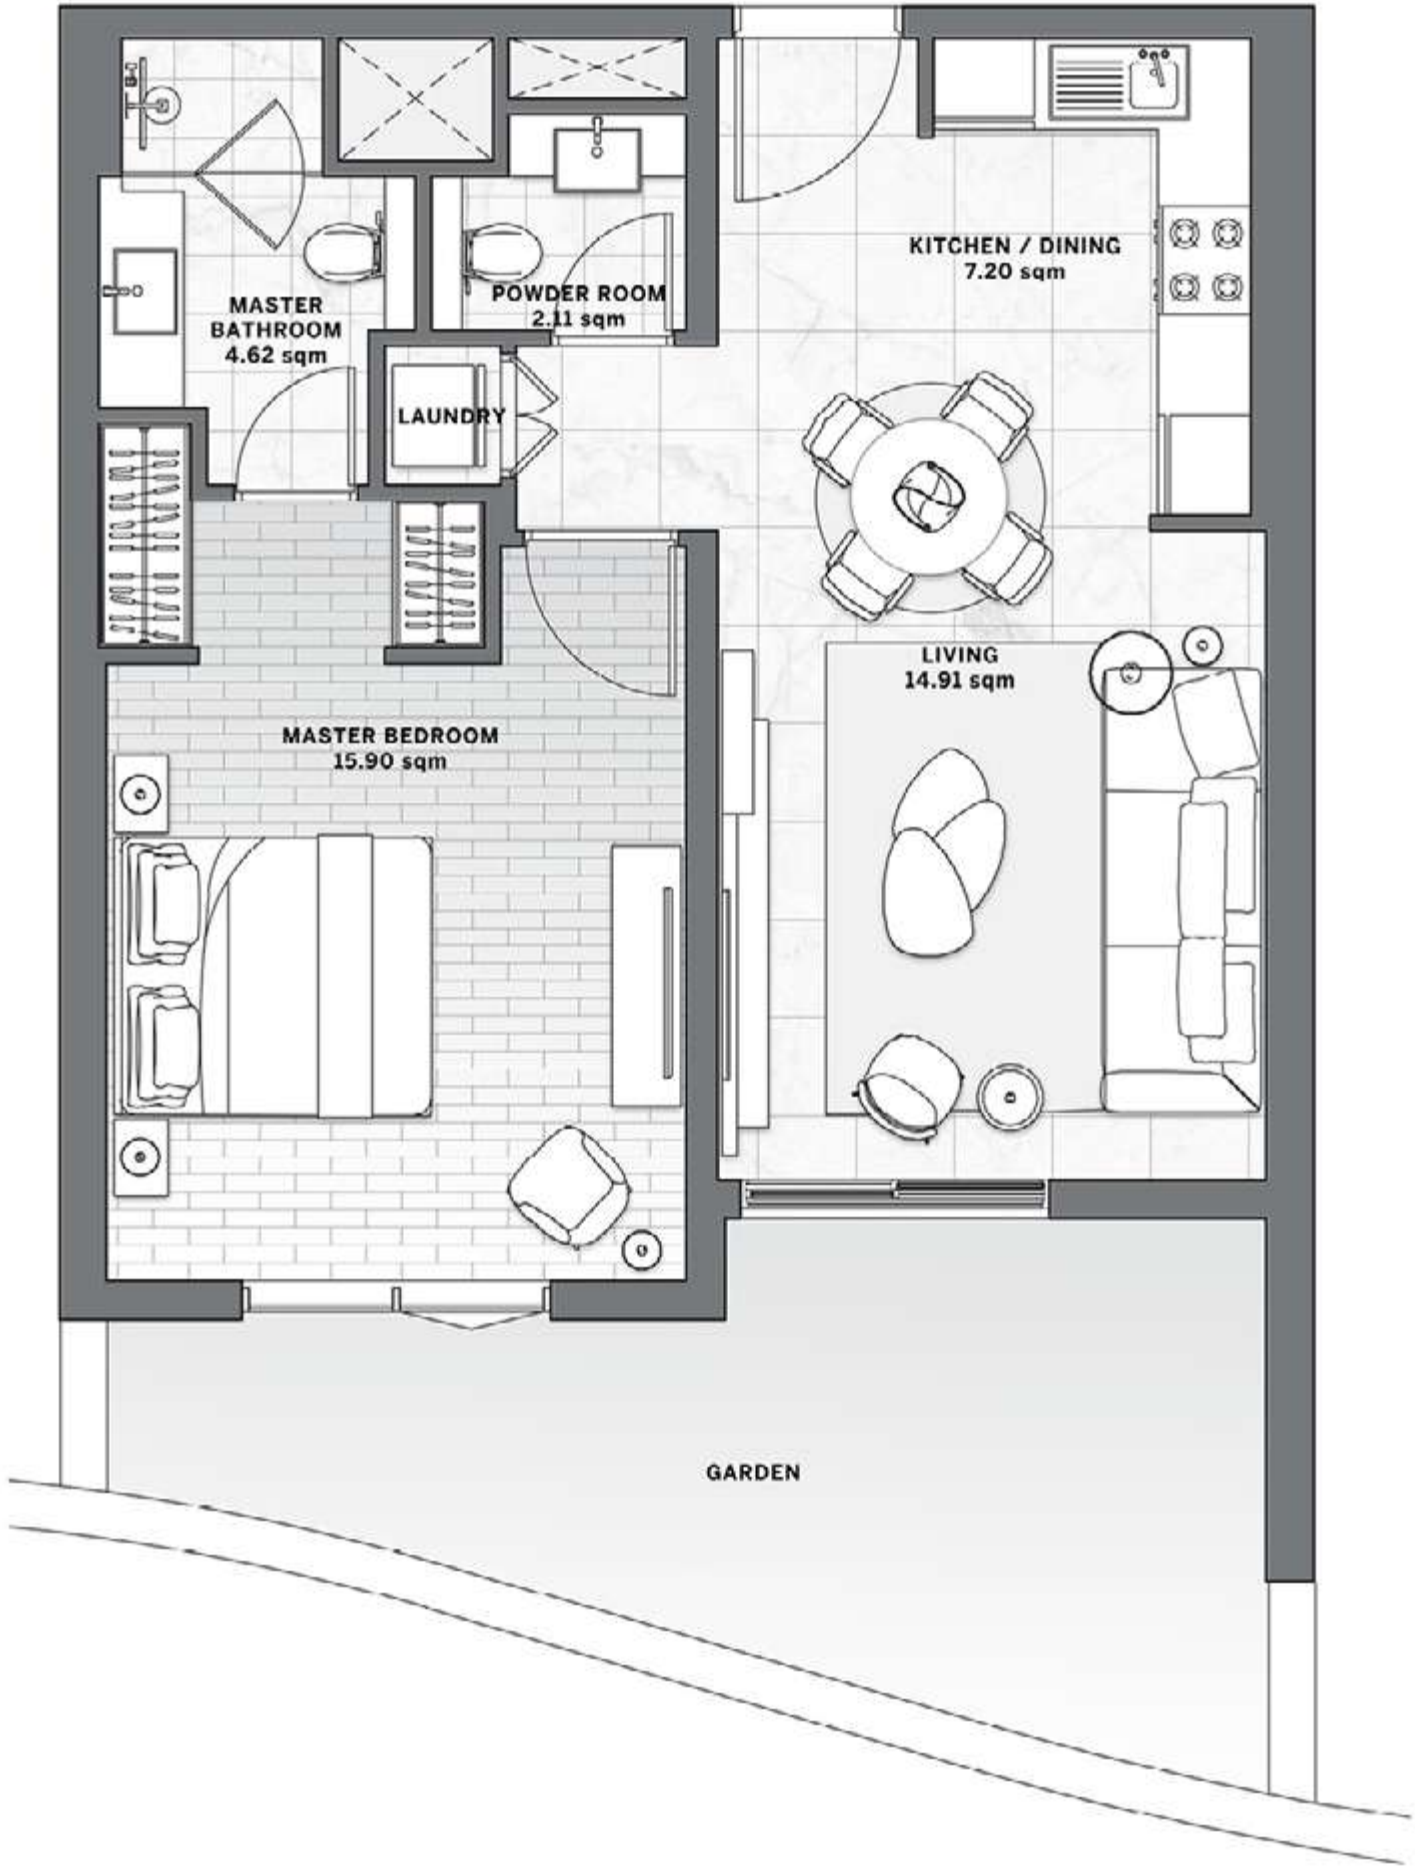 KITCHEN / DINING
7.20 sqm
POWDER ROOM
2.11 sqm
MASTER
BATHROOM
4.62 sqm
LAUNDRY
LIVING
14.91 sqm
MASTER BEDROOM
15.90 sqm
GARDEN